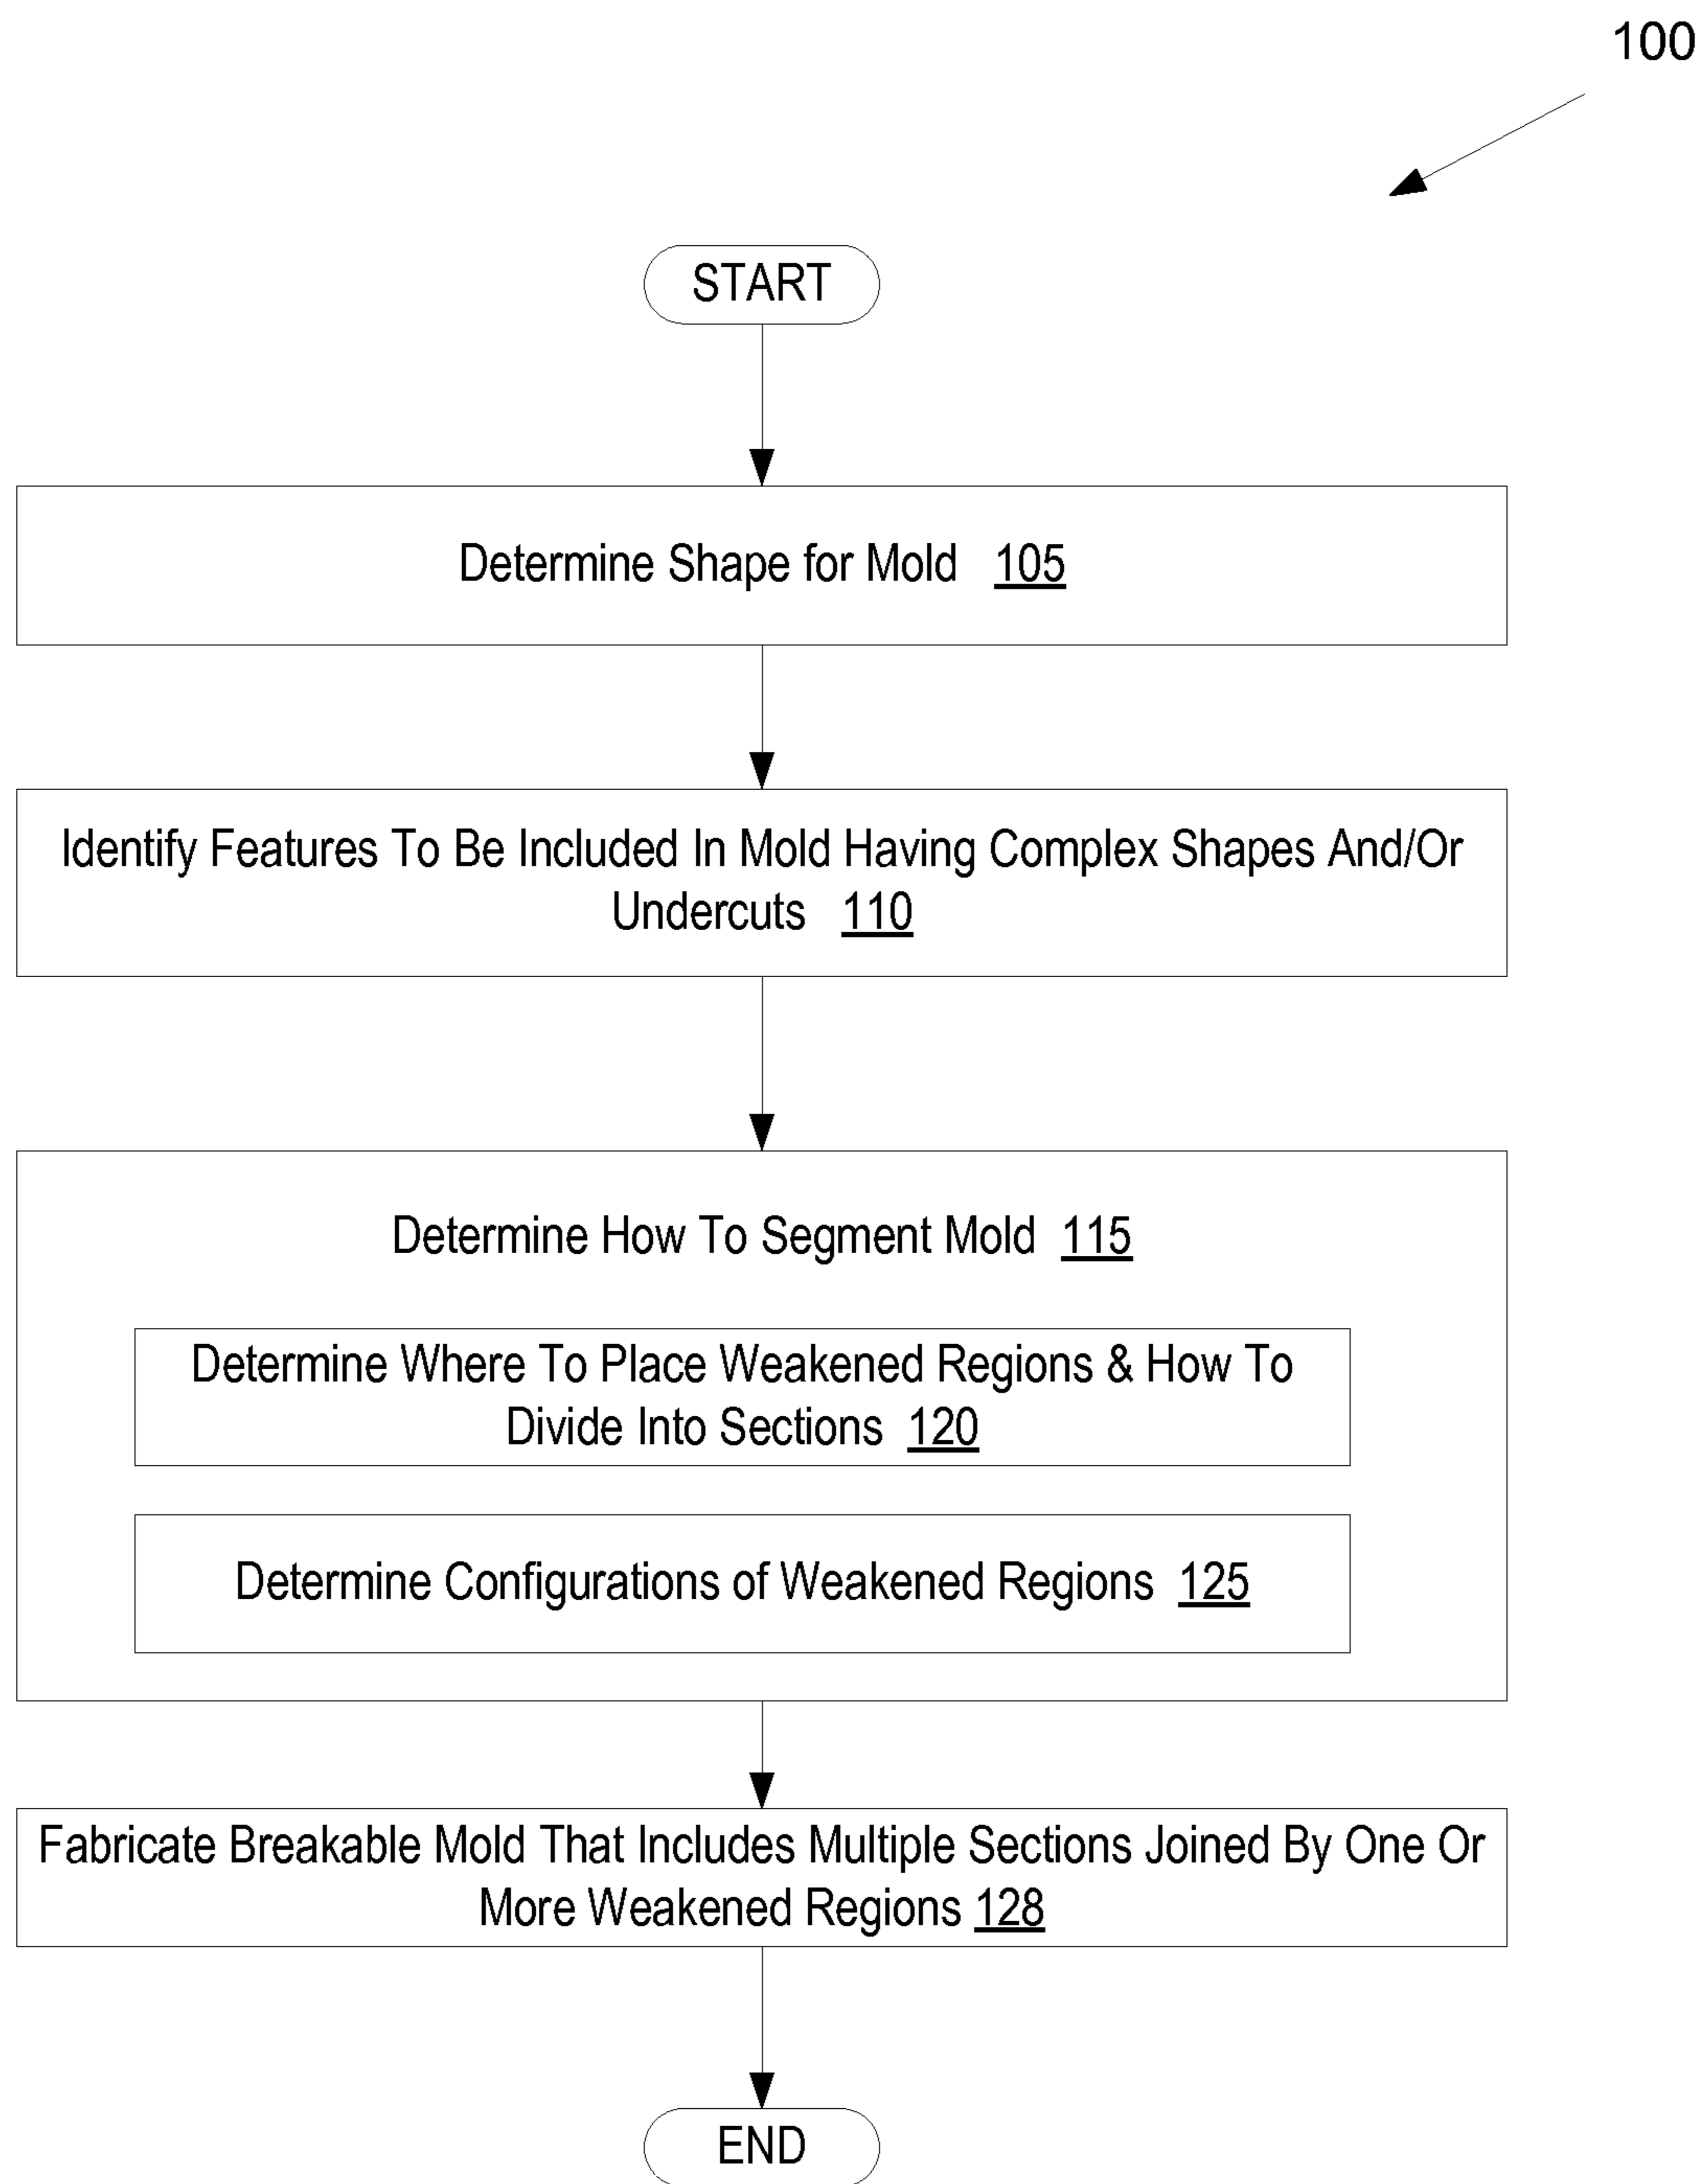 100
START
Determine Shape for Mold 105
Identify Features To Be Included In Mold Having Complex Shapes And/Or
Undercuts 110
Determine How To Segment Mold 115
Determine Where To Place Weakened Regions & How To
Divide Into Sections 120
Determine Configurations of Weakened Regions 125
Fabricate Breakable Mold That Includes Multiple Sections Joined By One Or
More Weakened Regions 128
END